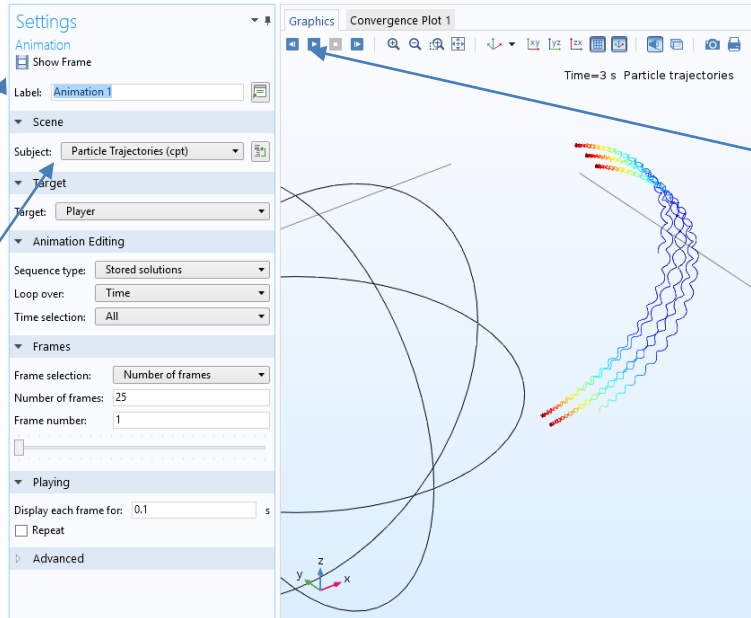 Settings
Animation
Show Frame
Label: Animation 1
Scene
Subject: Particle Trajectories (cpt)
Target
Target: Player
Animation Editing
Sequence type: Stored solutions
Loop over: Time
Time selection: All
Frames
Frame selection: Number of frames
Number of frames: 25
Frame number: 1
Playing
Display each frame for: 0.1 s
Repeat
Advanced
Graphics Convergence Plot 1
xy yz zx
Time=3 s Particle trajectories
z
y x